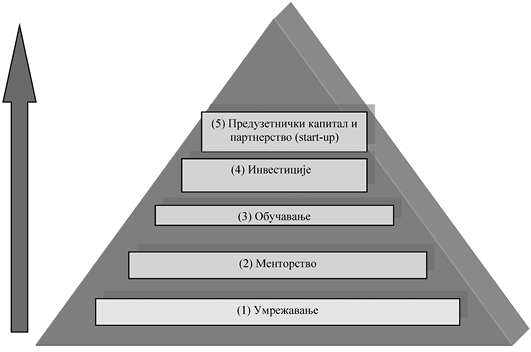 (5) Предузетнички капитал и
партнерство (start-up)
(4) Инвестиције
(3) Обучавање
(2) Менторство
(1) Умрежавање